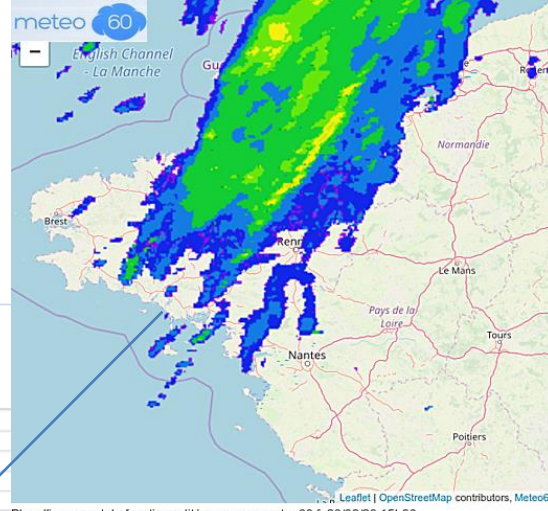 meteo 60
−
English Channel
- La Manche
Gu
Normandie
Brest
Renn
Le Mans
Pays de la
Loire
Tours
Nantes
Poitiers
Leaflet | OpenStreetMap contributors, Meteo6